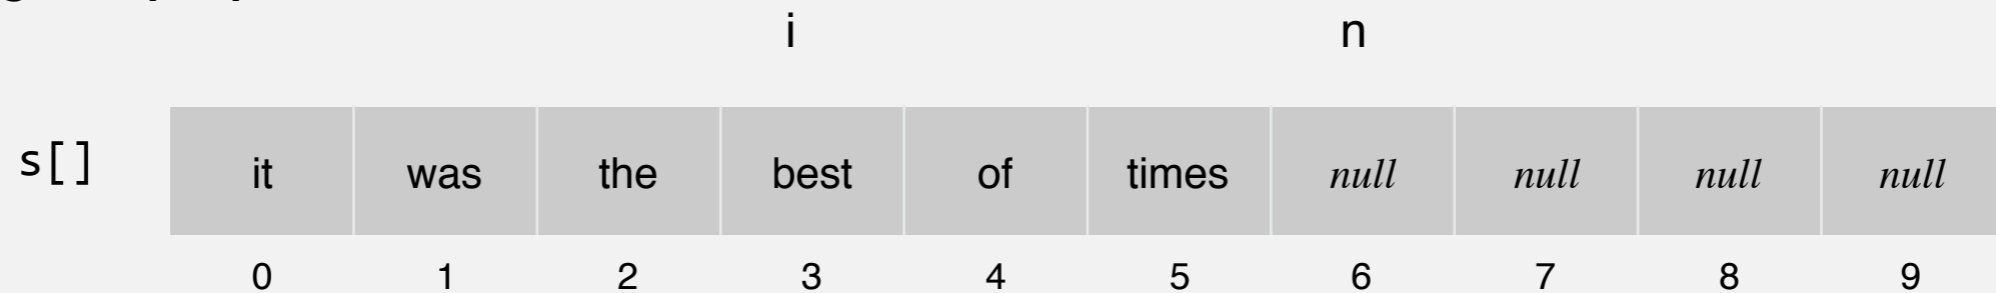 i n
s[] it was the best of times null null null null
0 1 2 3 4 5 6 7 8 9